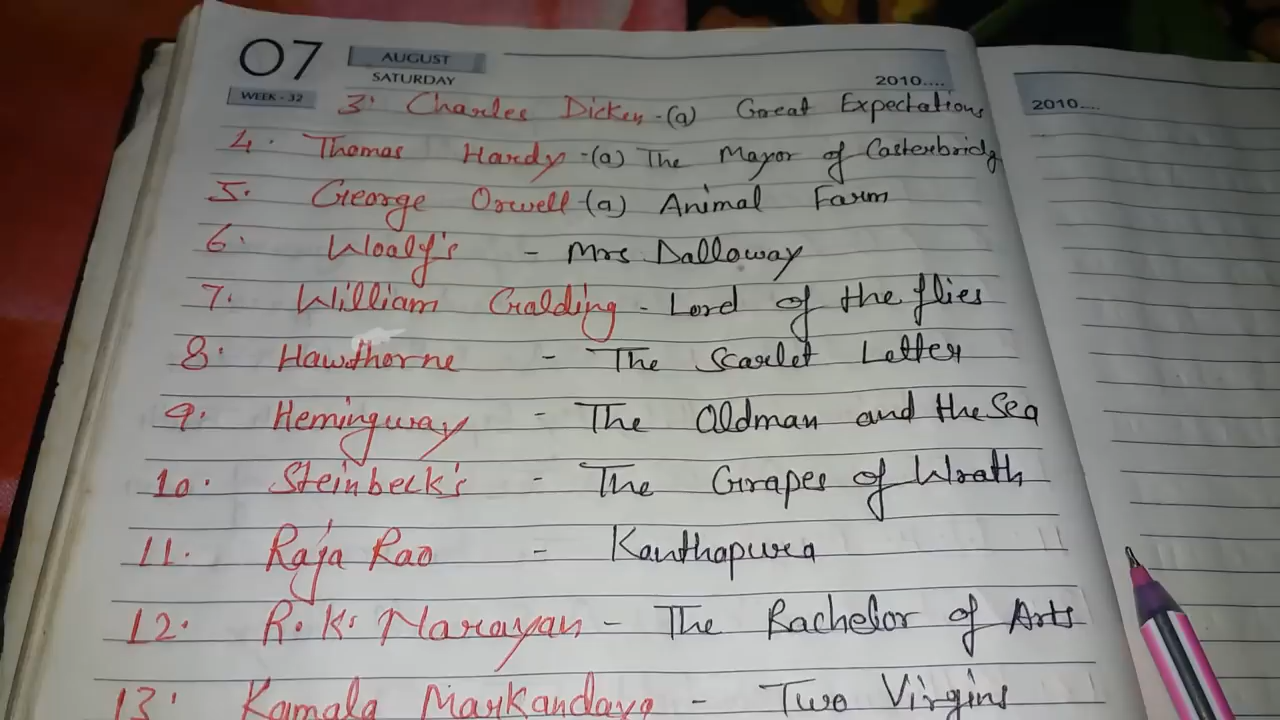 07
AUGUST
SATURDAY
WEEK - 32
2010....
3. Charles Dicken - (a) Great Expectations
4. Thomas Hardy - (a) The Mayor of Casterbridg
5. George Orwell (a) Animal Farm
6. Woolf's - Mrs Dalloway
7. William Galding - Lord of the flies
8. Hawthorne - The Scarlet Letter
9. Hemingway - The Oldman and the Sea
10. Steinbeck's - The Grapes of Wrath
11. Raja Rao - Kanthapura
12. R. K. Narayan - The Bachelor of Arts
13. Kamala Markandaya - Two Virgins
2010....